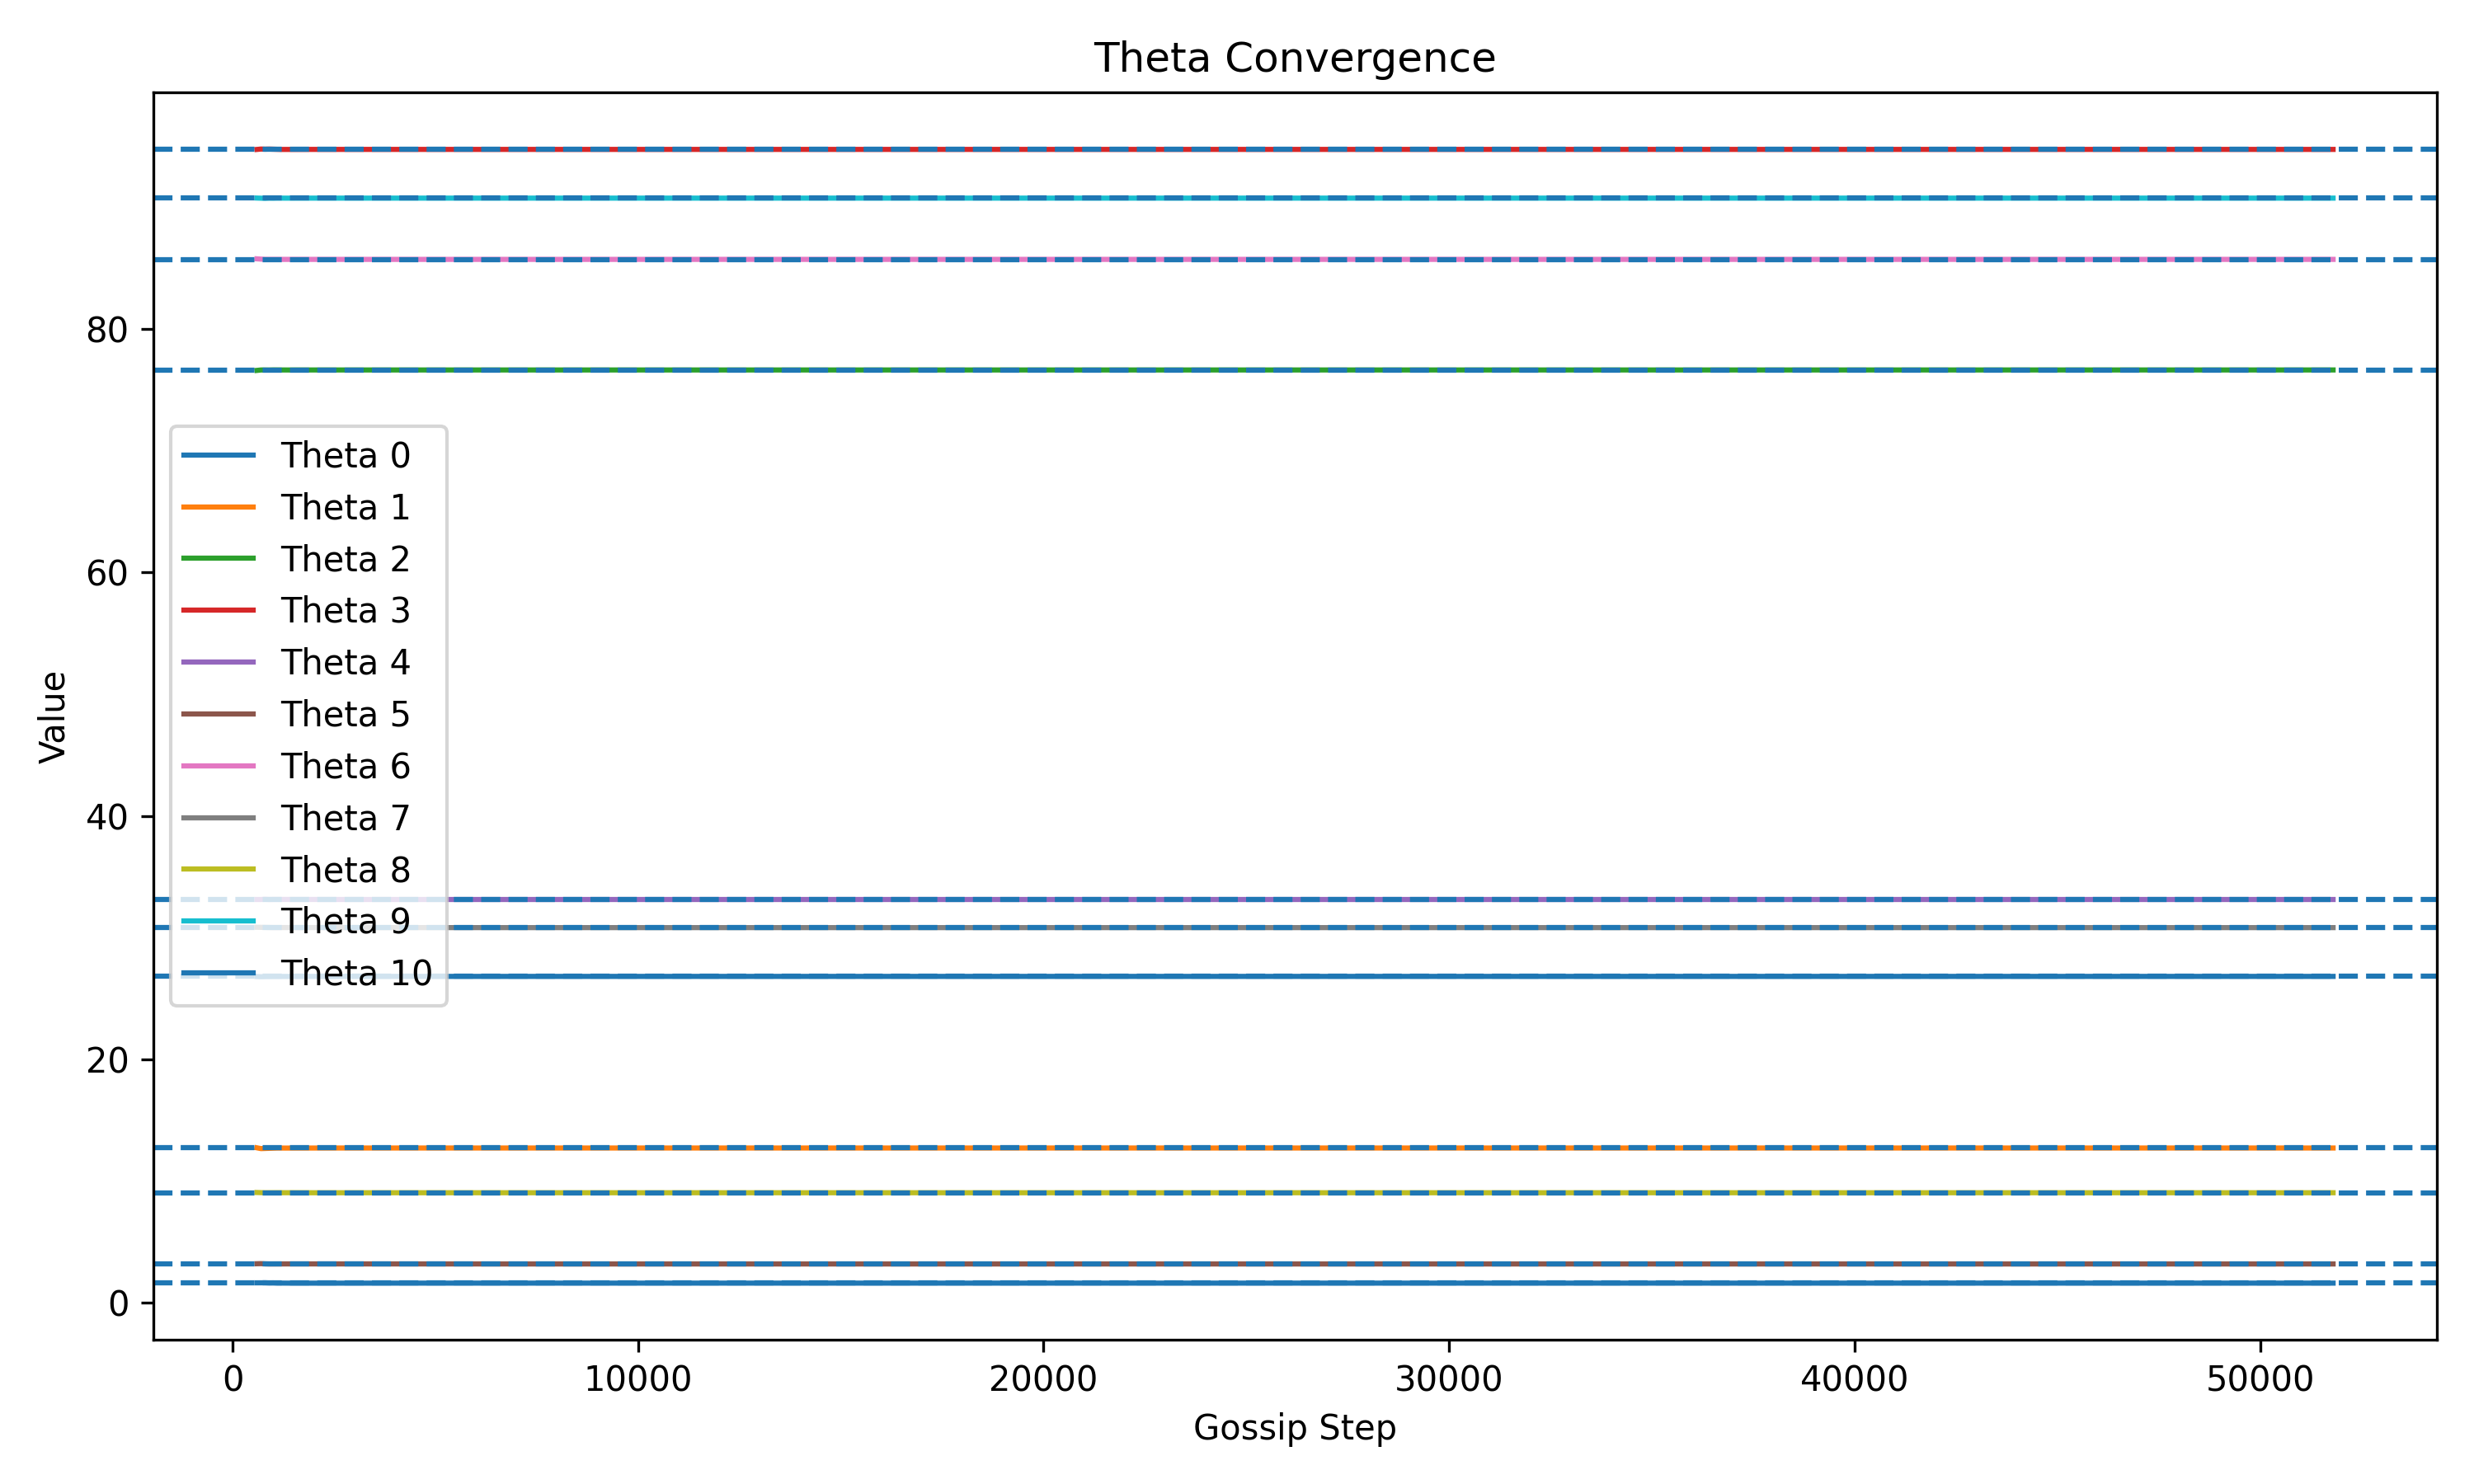 Theta Convergence
Value
80
60
40
20
0
Theta 0
Theta 1
Theta 2
Theta 3
Theta 4
Theta 5
Theta 6
Theta 7
Theta 8
Theta 9
Theta 10
0 10000 20000 30000 40000 50000
Gossip Step